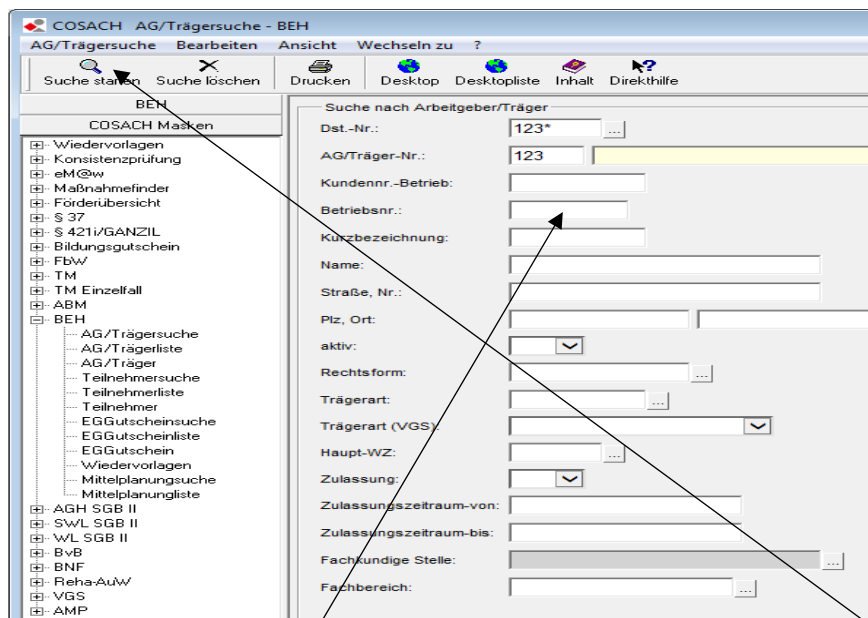 COSACH AG/Trägersuche - BEH
AG/Trägersuche Bearbeiten Ansicht Wechseln zu ?
Suche starten Suche löschen Drucken Desktop Desktopliste Inhalt Direkthilfe
BEH
COSACH Masken
Wiedervorlagen
Konsistenzprüfung
eM@w
Maßnahmefinder
Förderübersicht
§ 37
§ 421i/GANZIL
Bildungsgutschein
FbW
TM
TM Einzelfall
ABM
BEH
AG/Trägersuche
AG/Trägerliste
AG/Träger
Teilnehmersuche
Teilnehmerliste
Teilnehmer
EGGutscheinsuche
EGGutscheinliste
EGGutschein
Wiedervorlagen
Mittelplanungsuche
Mittelplanungliste
AGH SGB II
SWL SGB II
WL SGB II
BvB
BNF
Reha-AuW
VGS
AMP
Suche nach Arbeitgeber/Träger
Dst.-Nr.: 123* ...
AG/Träger-Nr.: 123
Kundennr.-Betrieb:
Betriebsnr.:
Kurzbezeichnung:
Name:
Straße, Nr.:
Plz, Ort:
aktiv:
Rechtsform: ...
Trägerart: ...
Trägerart (VGS):
Haupt-WZ: ...
Zulassung:
Zulassungszeitraum-von:
Zulassungszeitraum-bis:
Fachkundige Stelle: ...
Fachbereich: ...